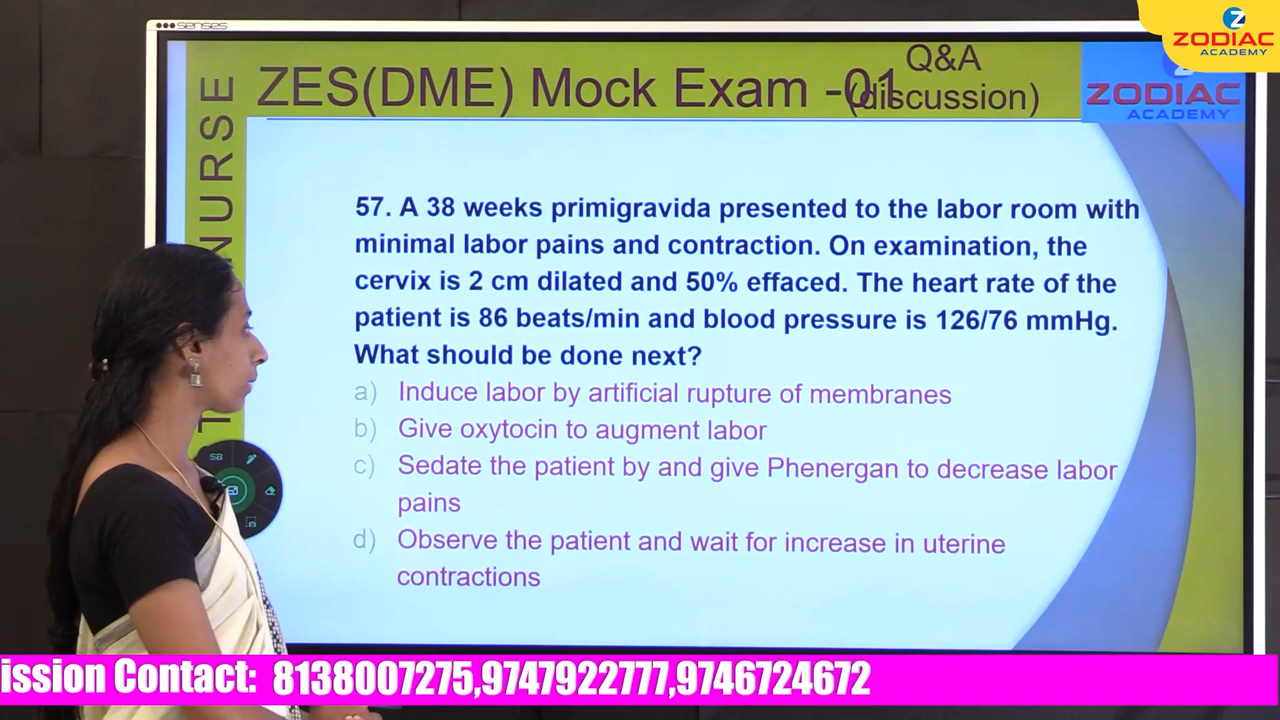 senses
ZODIAC
ACADEMY
ZES(DME) Mock Exam -01
Q&A
(discussion)
ZODIAC
ACADEMY
NURSE
57. A 38 weeks primigravida presented to the labor room with
minimal labor pains and contraction. On examination, the
cervix is 2 cm dilated and 50% effaced. The heart rate of the
patient is 86 beats/min and blood pressure is 126/76 mmHg.
What should be done next?
a) Induce labor by artificial rupture of membranes
b) Give oxytocin to augment labor
c) Sedate the patient by and give Phenergan to decrease labor
pains
d) Observe the patient and wait for increase in uterine
contractions
SB
ission Contact: 8138007275,9747922777,9746724672